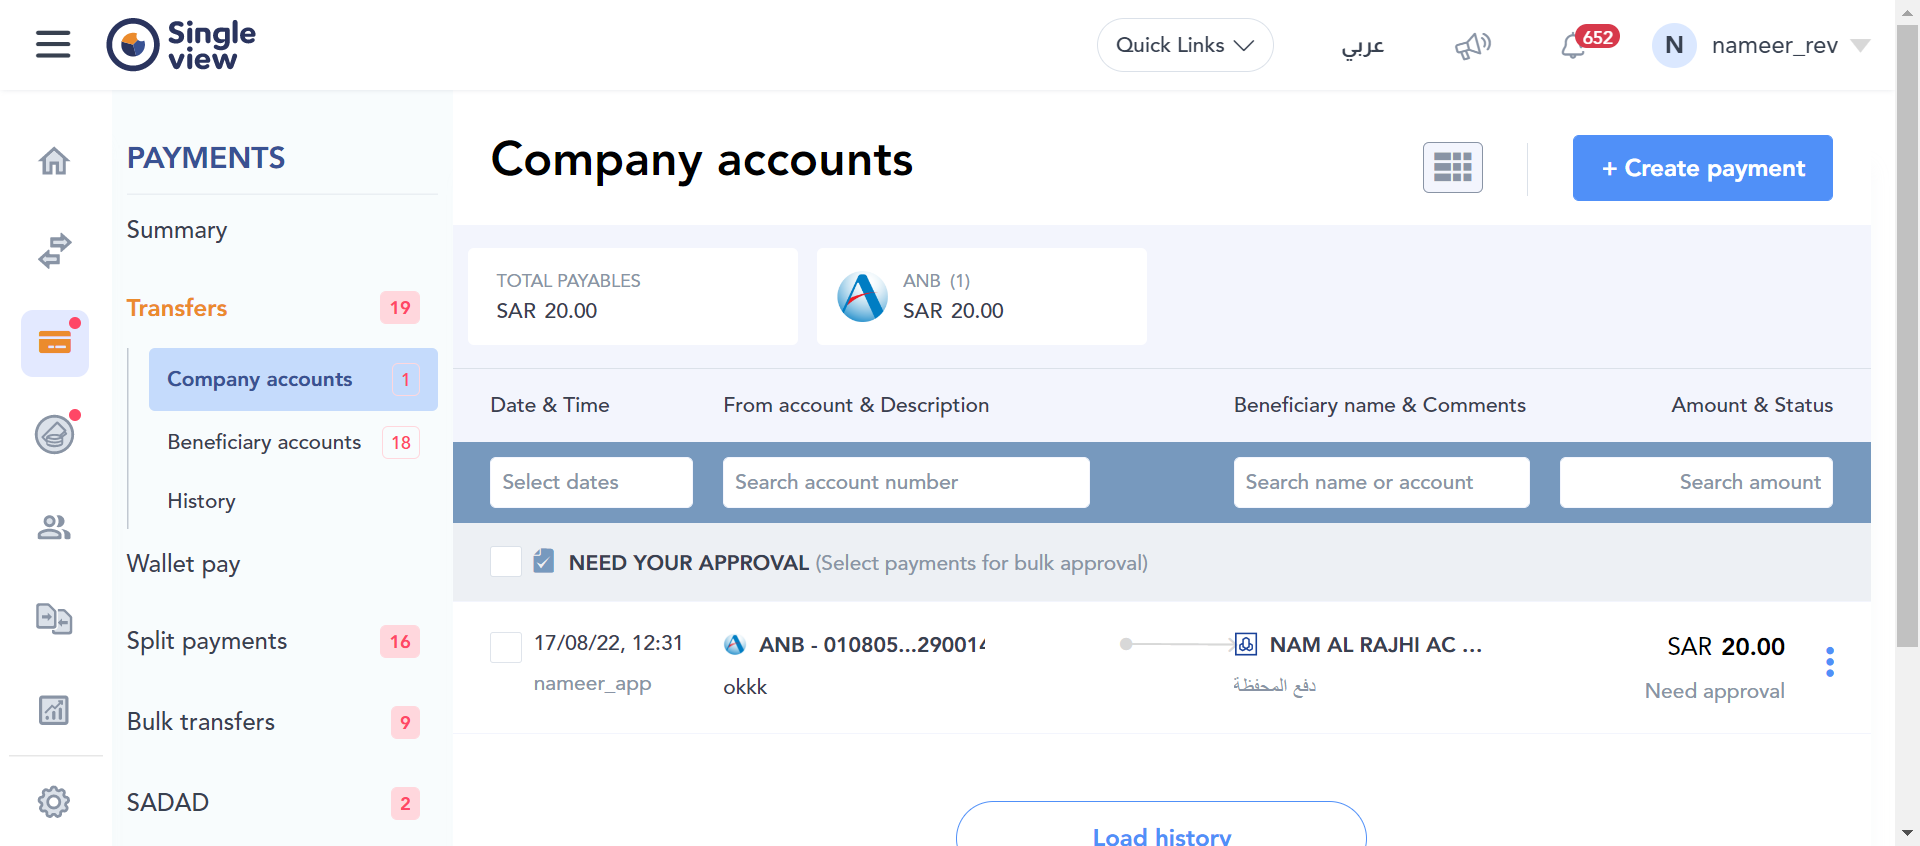 Single
view
Quick Links
عربي
652
N
nameer_rev
PAYMENTS
Summary
Transfers 19
Company accounts 1
Beneficiary accounts 18
History
Wallet pay
Split payments 16
Bulk transfers 9
SADAD 2
Company accounts
+ Create payment
TOTAL PAYABLES
SAR 20.00
ANB (1)
SAR 20.00
Date & Time From account & Description Beneficiary name & Comments Amount & Status
Select dates Search account number Search name or account Search amount
NEED YOUR APPROVAL (Select payments for bulk approval)
17/08/22, 12:31 ANB - 010805...290014 NAM AL RAJHI AC ... SAR 20.00
nameer_app okkk دفع المحفظة Need approval
Load history